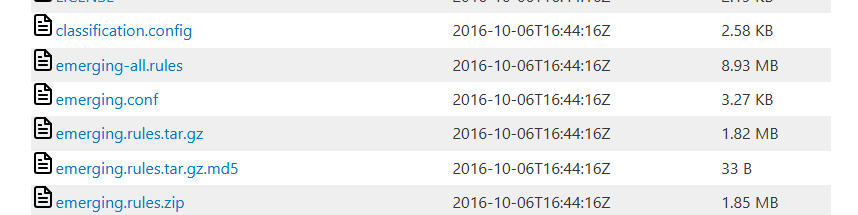 classification.config 2016-10-06T16:44:16Z 2.58 KB
emerging-all.rules 2016-10-06T16:44:16Z 8.93 MB
emerging.conf 2016-10-06T16:44:16Z 3.27 KB
emerging.rules.tar.gz 2016-10-06T16:44:16Z 1.82 MB
emerging.rules.tar.gz.md5 2016-10-06T16:44:16Z 33 B
emerging.rules.zip 2016-10-06T16:44:16Z 1.85 MB